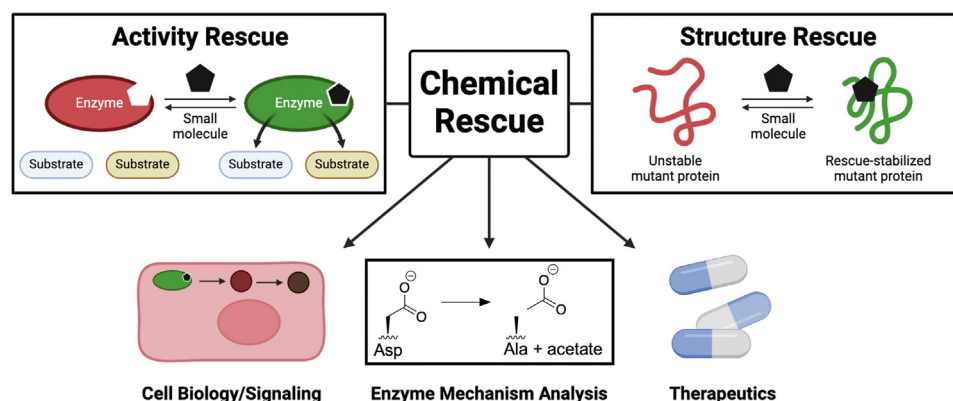 Activity Rescue
Enzyme
Small
molecule
Enzyme
Substrate
Substrate
Substrate
Substrate
Chemical
Rescue
Structure Rescue
Small
molecule
Unstable
mutant protein
Rescue-stabilized
mutant protein
Cell Biology/Signaling
O
⊖
O
Asp
O
⊖
O
Ala + acetate
Enzyme Mechanism Analysis
Therapeutics